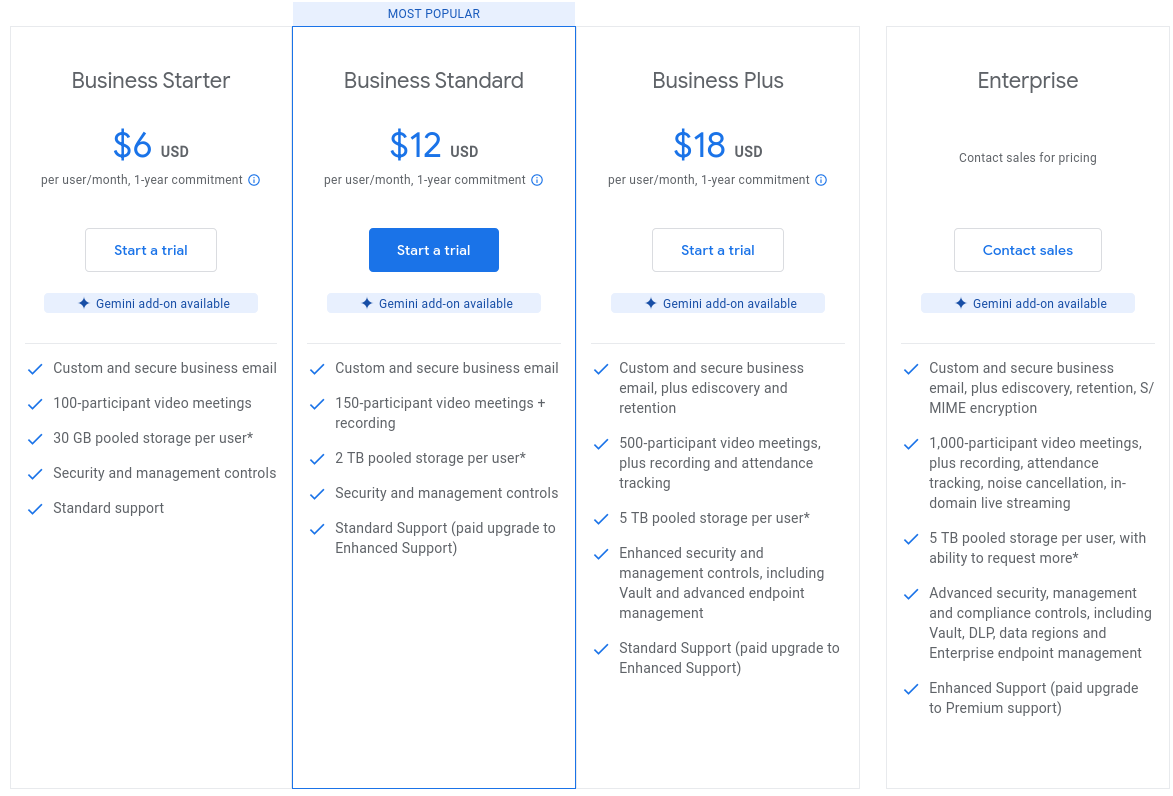 MOST POPULAR
Business Starter
$6 USD
per user/month, 1-year commitment
Start a trial
Gemini add-on available
Custom and secure business email
100-participant video meetings
30 GB pooled storage per user*
Security and management controls
Standard support
Business Standard
$12 USD
per user/month, 1-year commitment
Start a trial
Gemini add-on available
Custom and secure business email
150-participant video meetings +
recording
2 TB pooled storage per user*
Security and management controls
Standard Support (paid upgrade to
Enhanced Support)
Business Plus
$18 USD
per user/month, 1-year commitment
Start a trial
Gemini add-on available
Custom and secure business
email, plus ediscovery and
retention
500-participant video meetings,
plus recording and attendance
tracking
5 TB pooled storage per user*
Enhanced security and
management controls, including
Vault and advanced endpoint
management
Standard Support (paid upgrade to
Enhanced Support)
Enterprise
Contact sales for pricing
Contact sales
Gemini add-on available
Custom and secure business
email, plus ediscovery, retention, S/
MIME encryption
1,000-participant video meetings,
plus recording, attendance
tracking, noise cancellation, in-
domain live streaming
5 TB pooled storage per user, with
ability to request more*
Advanced security, management
and compliance controls, including
Vault, DLP, data regions and
Enterprise endpoint management
Enhanced Support (paid upgrade
to Premium support)